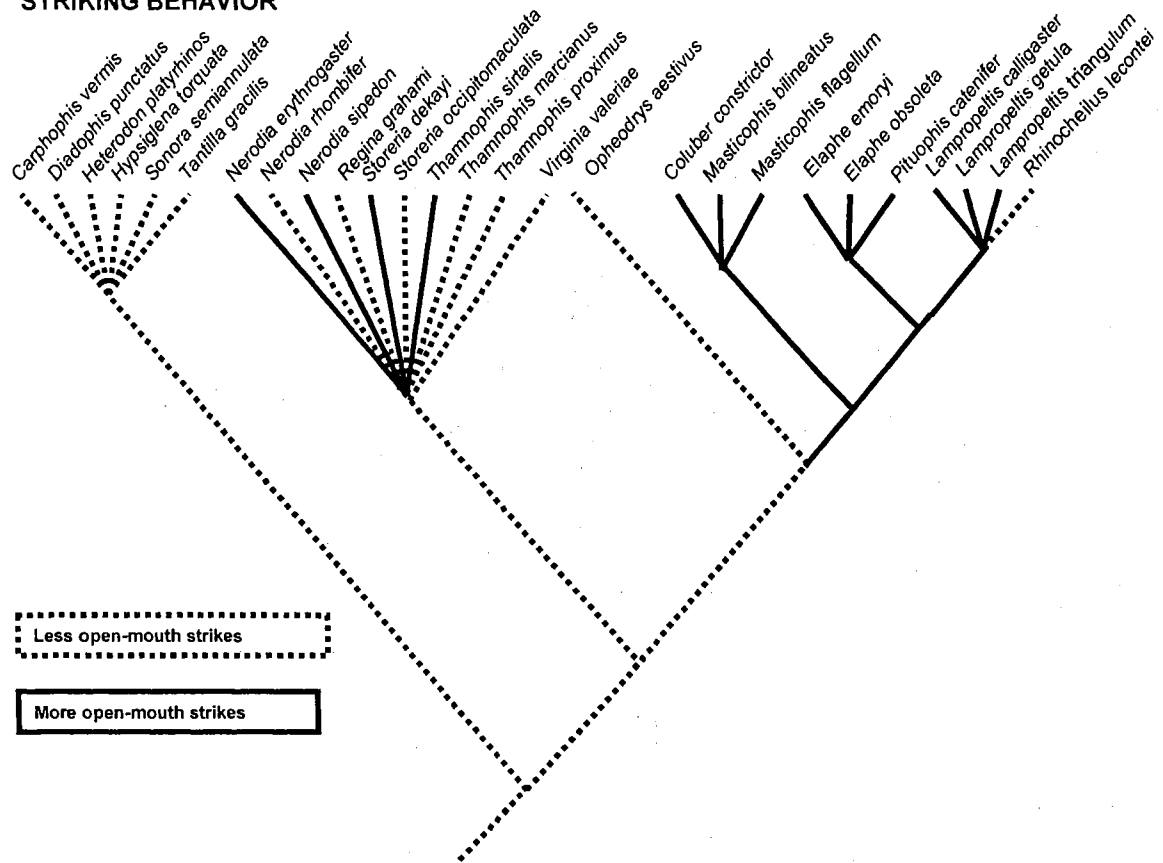 STRIKING BEHAVIOR
Carphophis vermis
Diadophis punctatus
Heterodon platyrhinos
Hypsiglena torquata
Sonora semiannulata
Tantilla gracilis
Nerodia erythrogaster
Nerodia rhombifer
Nerodia sipedon
Regina grahami
Storeria dekayi
Storeria occipitomaculata
Thamnophis sirtalis
Thamnophis marcianus
Thamnophis proximus
Virginia valeriae
Opheodrys aestivus
Coluber constrictor
Masticophis bilineatus
Masticophis flagellum
Elaphe emoryi
Elaphe obsoleta
Pituophis catenifer
Lampropeltis calligaster
Lampropeltis getula
Lampropeltis triangulum
Rhinocheilus lecontei
Less open-mouth strikes
More open-mouth strikes